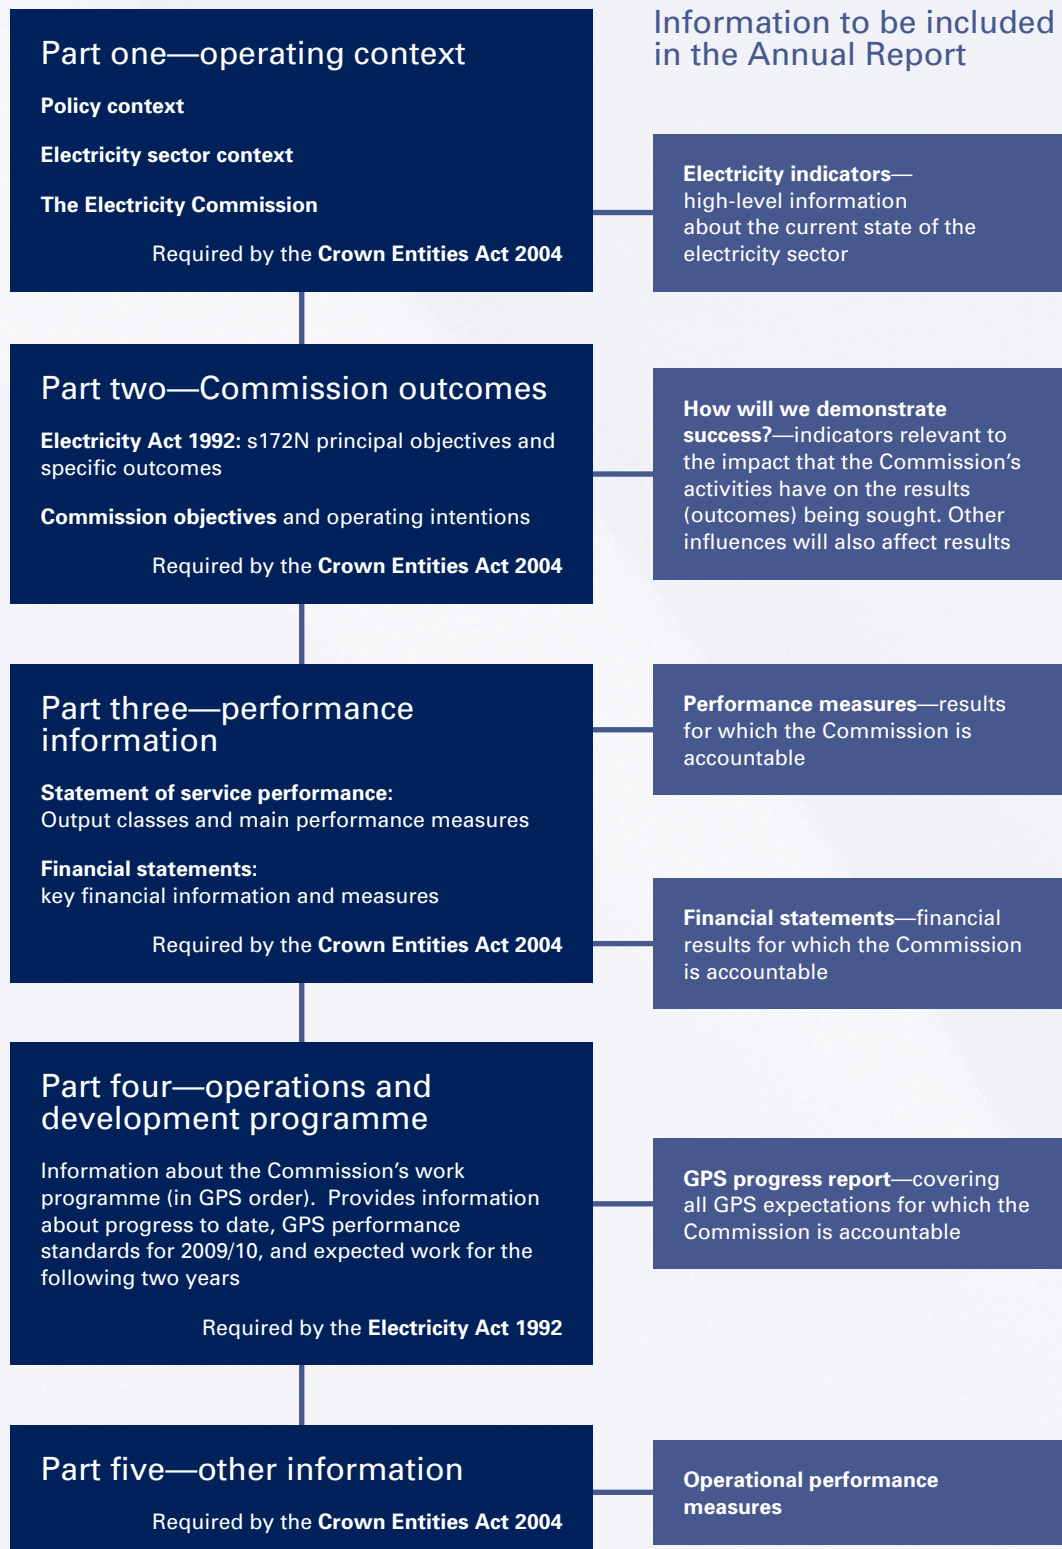 Part one—operating context
Policy context
Electricity sector context
The Electricity Commission
Required by the Crown Entities Act 2004
Information to be included
in the Annual Report
Electricity indicators—
high-level information
about the current state of the
electricity sector
Part two—Commission outcomes
Electricity Act 1992: s172N principal objectives and
specific outcomes
Commission objectives and operating intentions
Required by the Crown Entities Act 2004
How will we demonstrate
success?—indicators relevant to
the impact that the Commission's
activities have on the results
(outcomes) being sought. Other
influences will also affect results
Part three—performance
information
Statement of service performance:
Output classes and main performance measures
Financial statements:
key financial information and measures
Required by the Crown Entities Act 2004
Performance measures—results
for which the Commission is
accountable
Financial statements—financial
results for which the Commission
is accountable
Part four—operations and
development programme
Information about the Commission's work
programme (in GPS order).  Provides information
about progress to date, GPS performance
standards for 2009/10, and expected work for the
following two years
Required by the Electricity Act 1992
GPS progress report—covering
all GPS expectations for which the
Commission is accountable
Part five—other information
Required by the Crown Entities Act 2004
Operational performance
measures